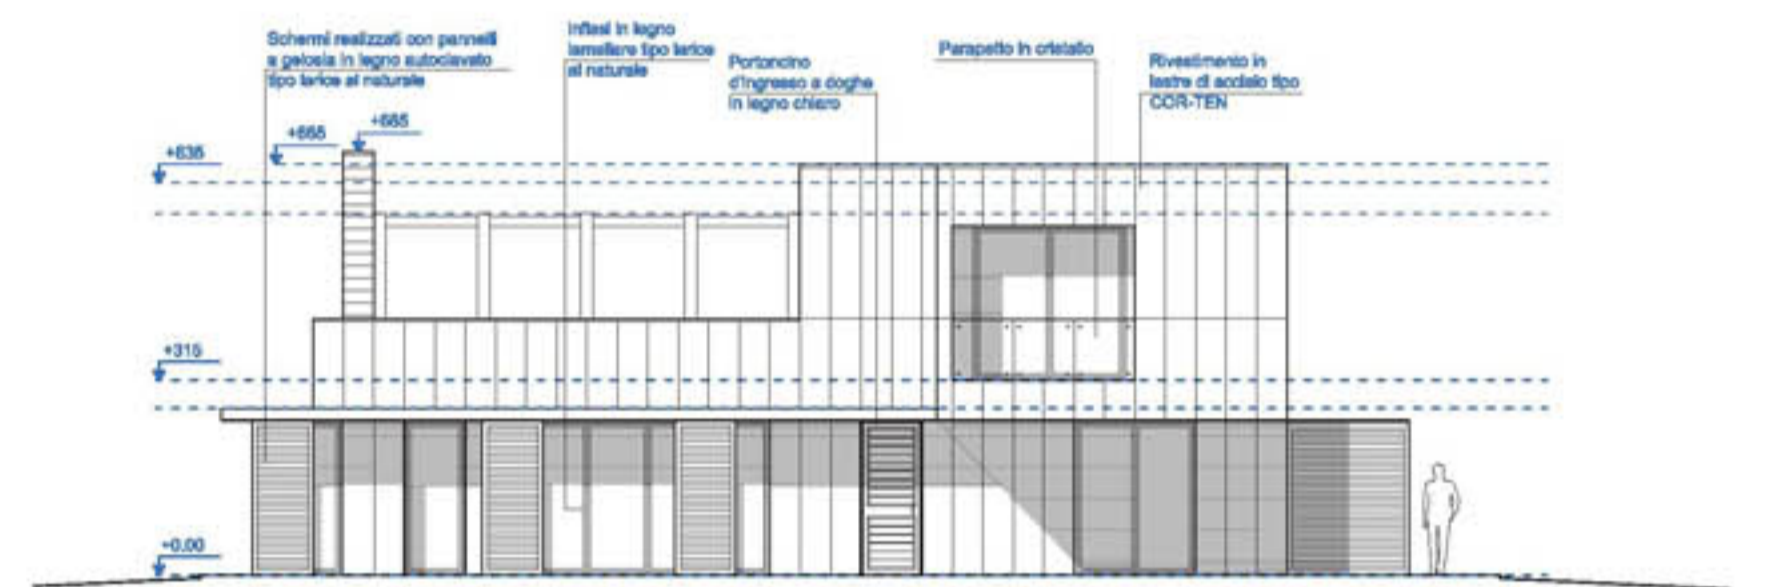 Schermi realizzati con pannelli
a gelosia in legno autoclavato
tipo larice al naturale
Infissi in legno
lamellare tipo larice
al naturale
Portoncino
d'ingresso a doghe
in legno chiaro
Parapetto in cristallo
Rivestimento in
lastre di acciaio tipo
COR-TEN
+685
+665
+635
+315
+0.00